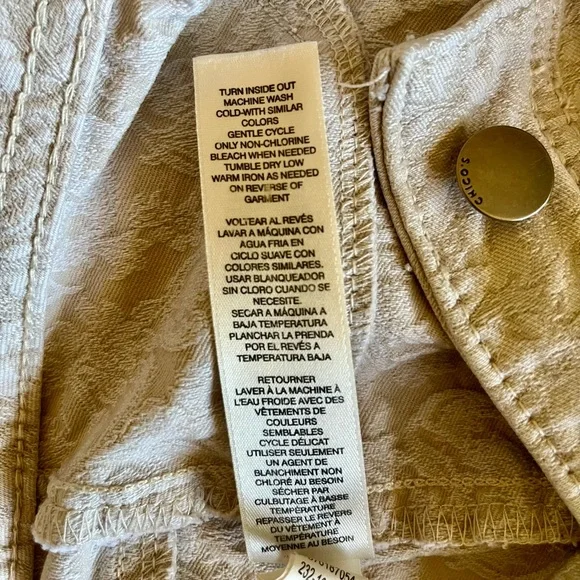 TURN INSIDE OUT
MACHINE WASH
COLD-WITH SIMILAR
COLORS
GENTLE CYCLE
ONLY NON-CHLORINE
BLEACH WHEN NEEDED
TUMBLE DRY LOW
WARM IRON AS NEEDED
ON REVERSE OF
GARMENT
VOLTEAR AL REVÉS
LAVAR A MÁQUINA CON
AGUA FRIA EN
CICLO SUAVE CON
COLORES SIMILARES.
USAR BLANQUEADOR
SIN CLORO CUANDO SE
NECESITE.
SECAR A MÁQUINA A
BAJA TEMPERATURA
PLANCHAR LA PRENDA
POR EL REVÉS A
TEMPERATURA BAJA
RETOURNER
LAVER À LA MACHINE À
L'EAU FROIDE AVEC DES
VÊTEMENTS DE
COULEURS
SEMBLABLES
CYCLE DÉLICAT
UTILISER SEULEMENT
UN AGENT DE
BLANCHIMENT NON
CHLORÉ AU BESOIN
SÉCHER PAR
CULBUTAGE À BASSE
TEMPÉRATURE
REPASSER LE REVERS
DU VÊTEMENT À
TEMPÉRATURE
MOYENNE AU BESOIN
CHICO'S